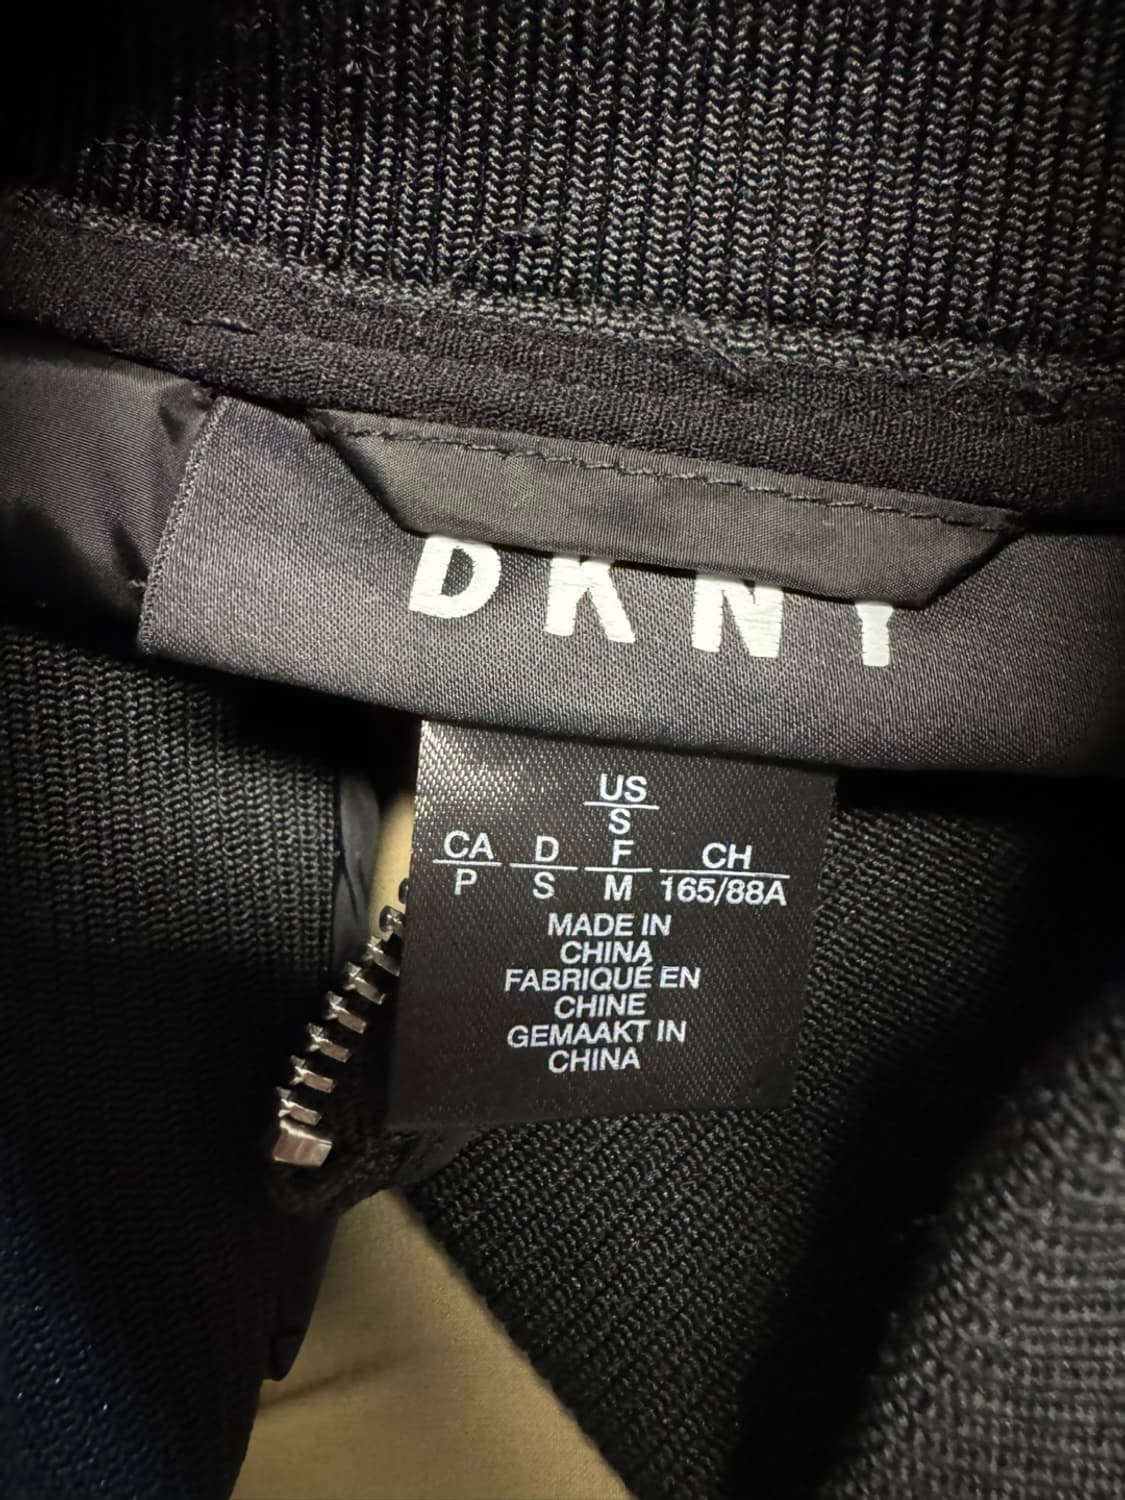 DKNY
US
S
CA D F CH
P S M 165/88A
MADE IN
CHINA
FABRIQUÉ EN
CHINE
GEMAAKT IN
CHINA